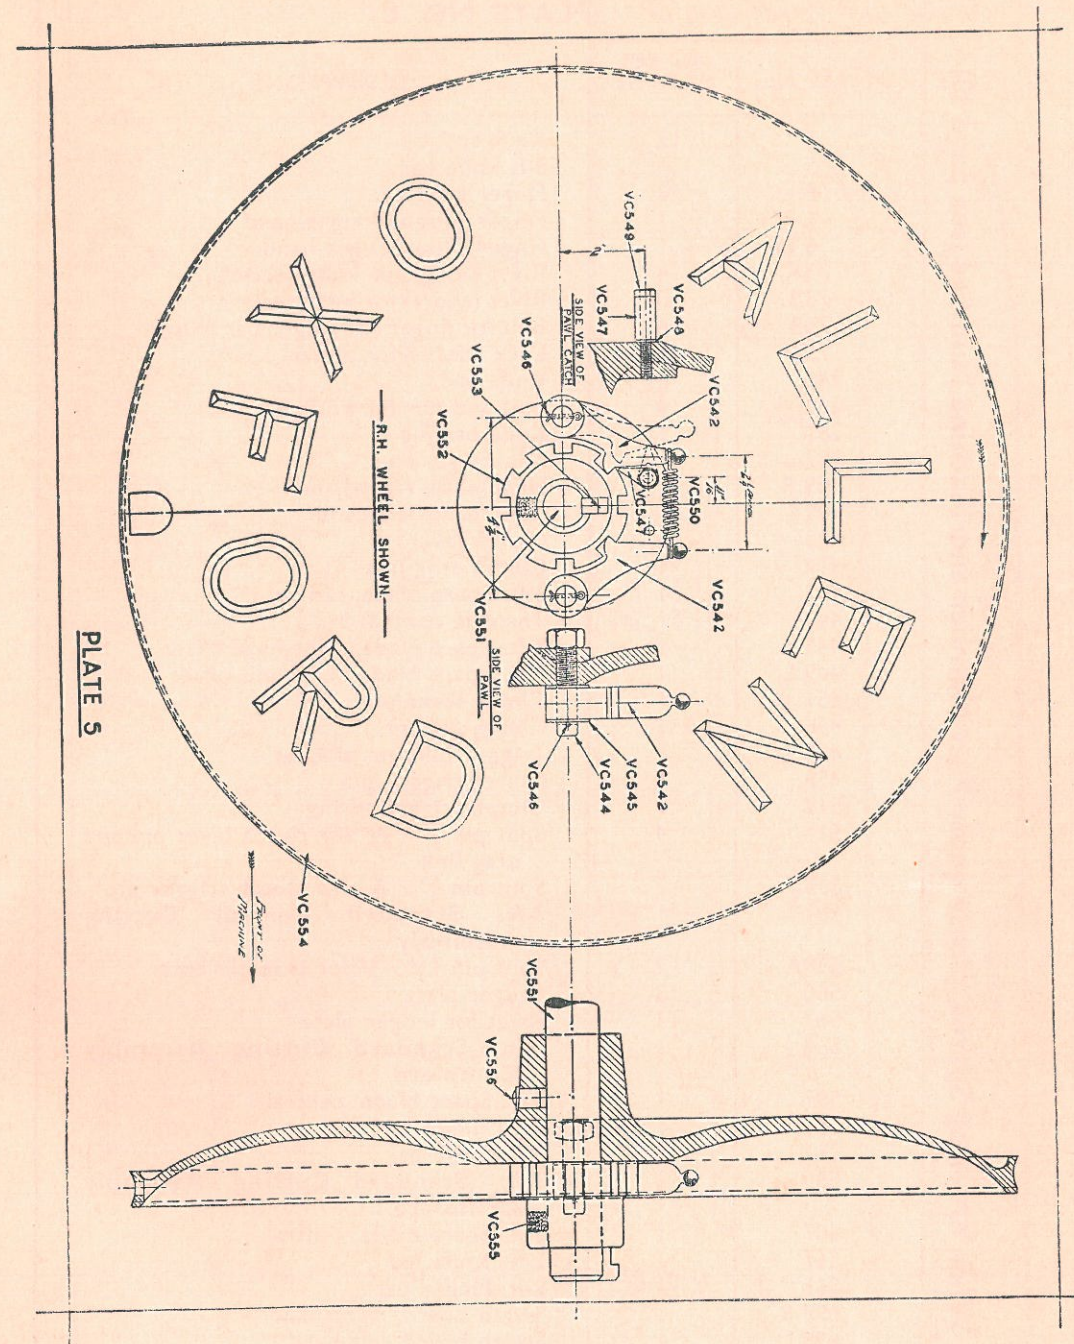 ALLEN
OXFORD
VC549
2"
VC547
VC548
SIDE VIEW OF
PAWL CATCH
VC546
VC553
VC552
VC542
VC550
VC547
VC542
VC551
R.H. WHEEL SHOWN.
SIDE VIEW OF
PAWL
VC546
VC544
VC545
VC542
VC554
FRONT OF
MACHINE
VC551
VC556
VC555
PLATE 5